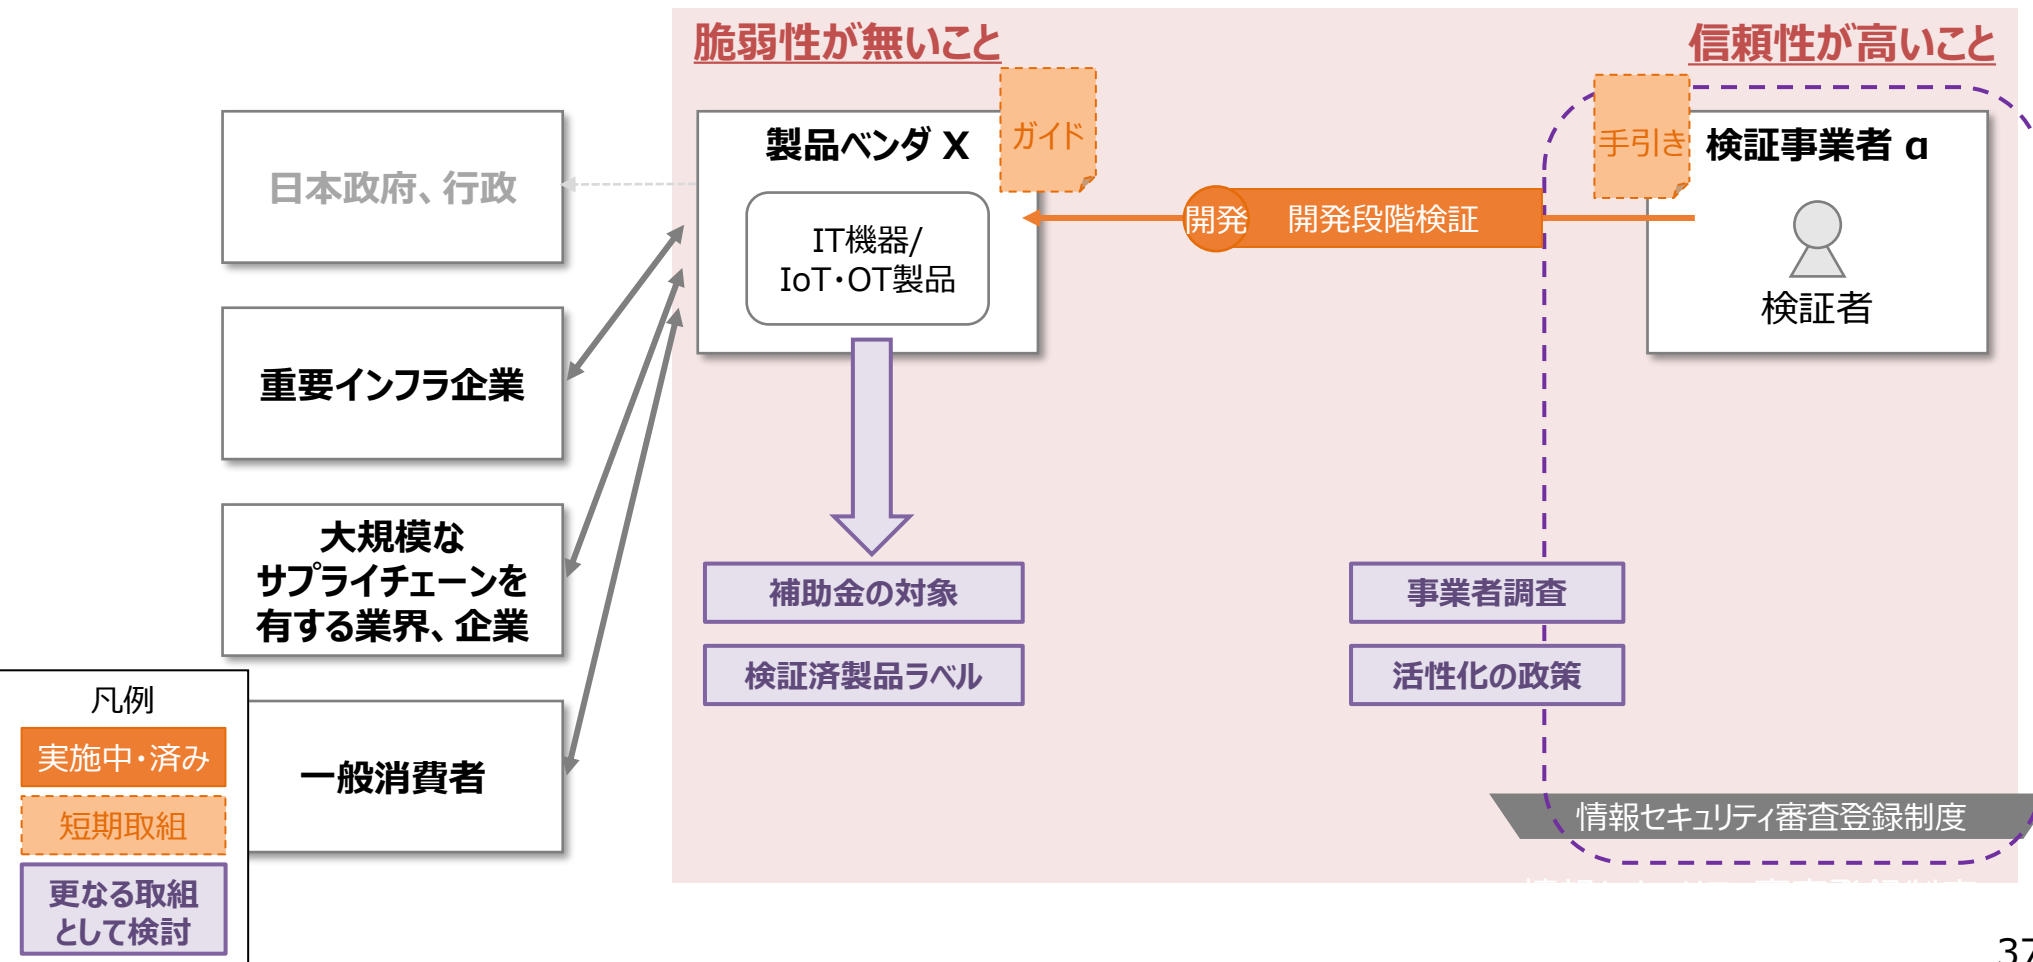 脆弱性が無いこと
信頼性が高いこと
日本政府、行政
製品ベンダ X
ガイド
IT機器/
IoT・OT製品
開発
開発段階検証
手引き
検証事業者 α
検証者
重要インフラ企業
大規模な
サプライチェーンを
有する業界、企業
一般消費者
補助金の対象
検証済製品ラベル
事業者調査
活性化の政策
情報セキュリティ審査登録制度
凡例
実施中・済み
短期取組
更なる取組
として検討
37